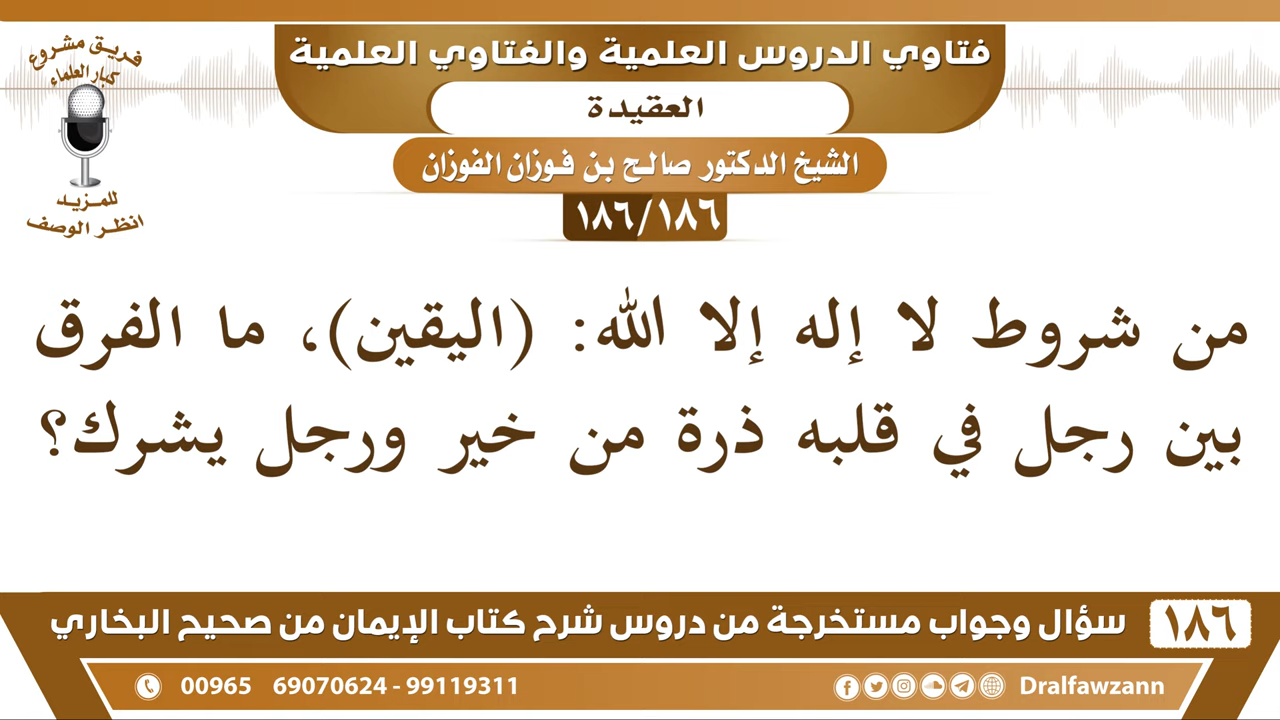 فتاوي الدروس العلمية والفتاوي العلمية
العقيدة
الشيخ الدكتور صالح بن فوزان الفوزان
١٨٦/١٨٦
فريق مشروع
كبار العلماء
للمزيد
انظر الوصف
من شروط لا إله إلا الله: (اليقين)، ما الفرق
بين رجل في قلبه ذرة من خير ورجل يشرك؟
١٨٦ سؤال وجواب مستخرجة من دروس شرح كتاب الإيمان من صحيح البخاري
00965 69070624 - 99119311
Dralfawzann